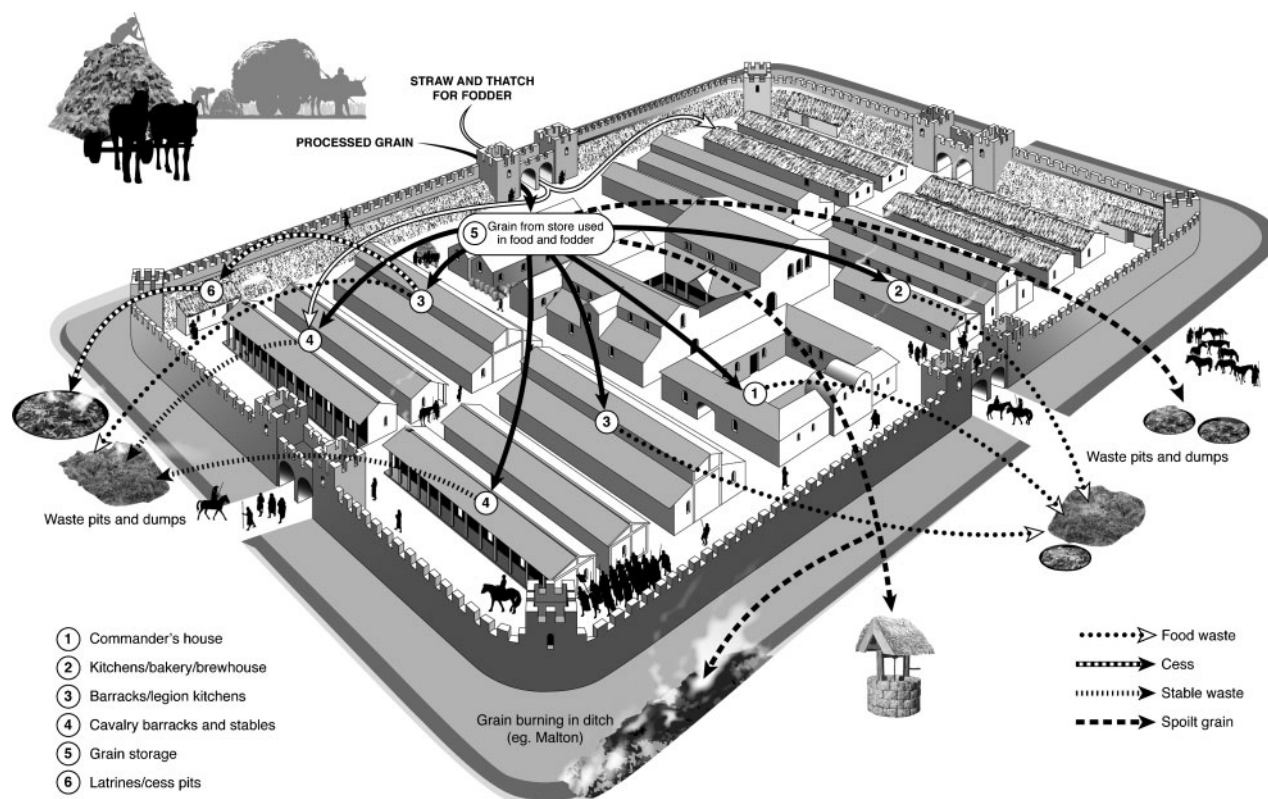 STRAW AND THATCH
FOR FODDER
PROCESSED GRAIN
5 Grain from store used
in food and fodder
6
3
2
4
1
3
4
Waste pits and dumps
Waste pits and dumps
Grain burning in ditch
(eg. Malton)
1 Commander's house
2 Kitchens/bakery/brewhouse
3 Barracks/legion kitchens
4 Cavalry barracks and stables
5 Grain storage
6 Latrines/cess pits
Food waste
Cess
Stable waste
Spoilt grain